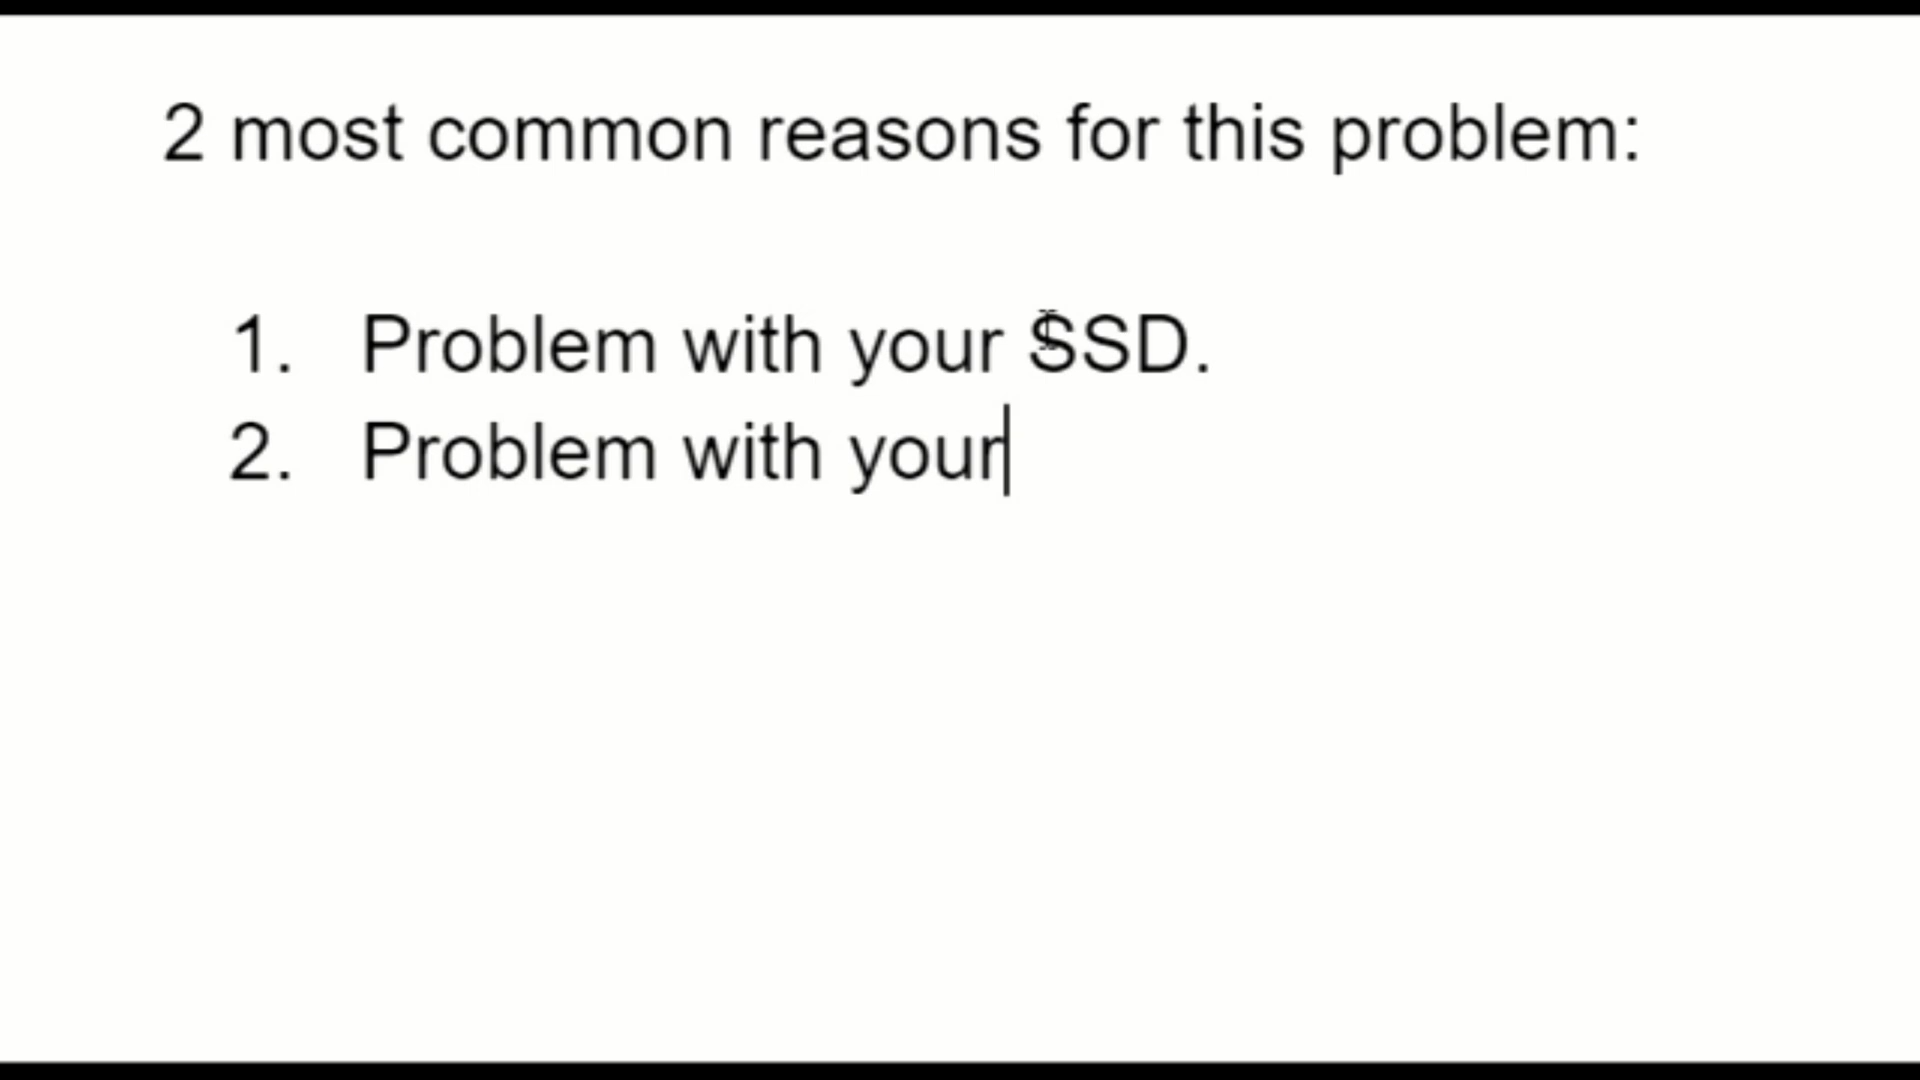 2 most common reasons for this problem:
1. Problem with your SSD.
2. Problem with your